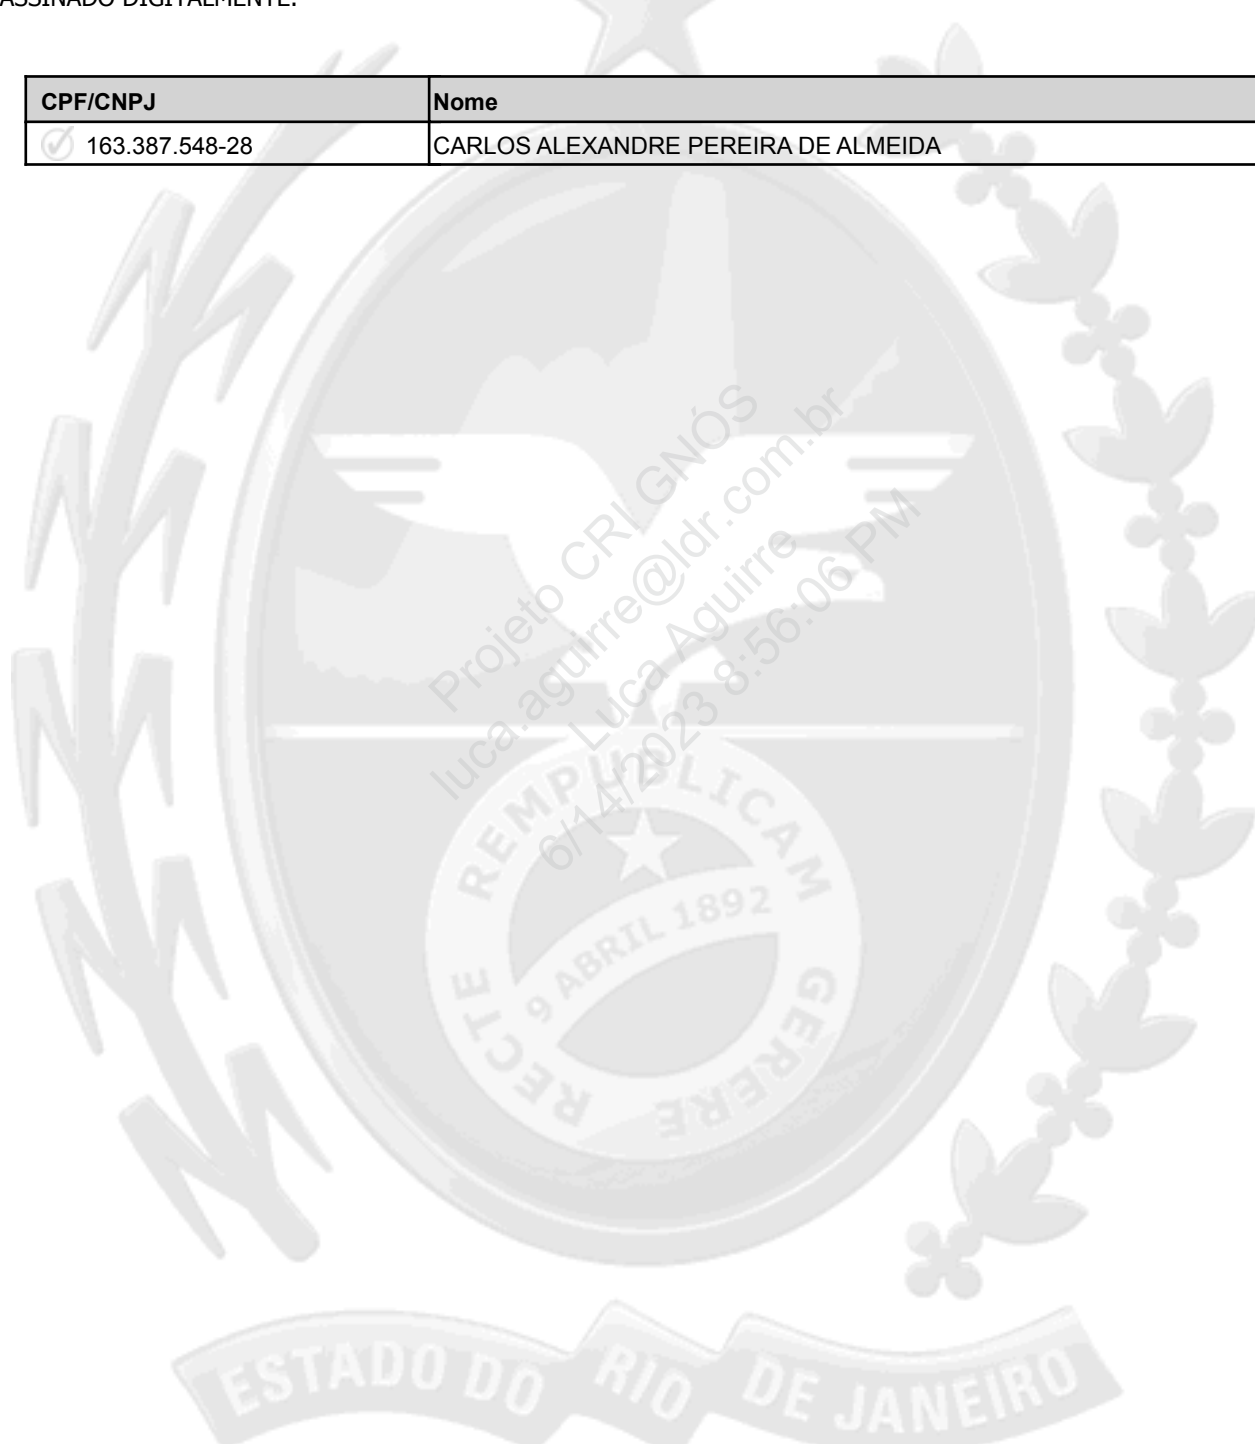 ASSINADO DIGITALMENTE.
CPF/CNPJ Nome
163.387.548-28 CARLOS ALEXANDRE PEREIRA DE ALMEIDA
Projeto CRI GNÓS
luca.aguirre@ldr.com.br
Luca Aguirre
6/14/2023 8:56:06 PM
RECTE REMPUBLICAM GERERE
9 ABRIL 1892
ESTADO DO RIO DE JANEIRO